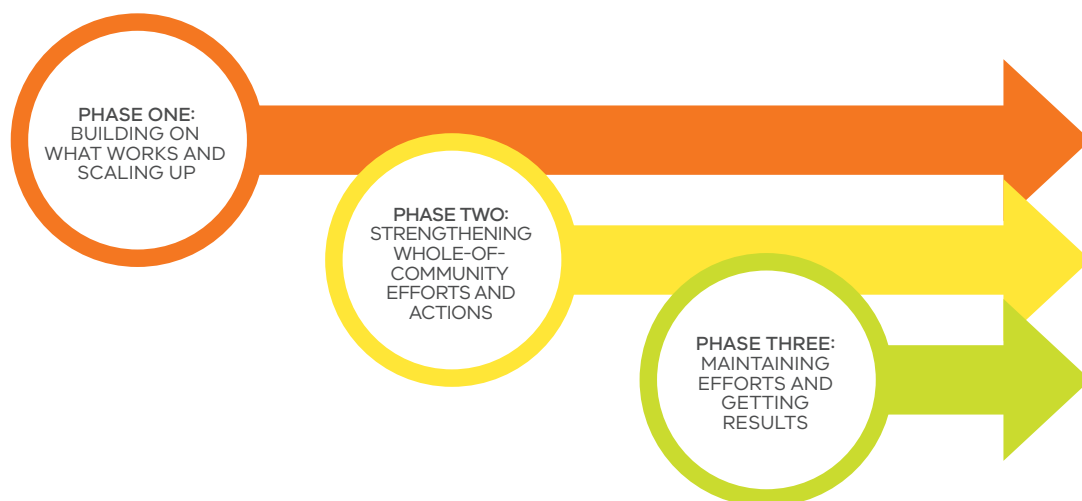 PHASE ONE:
BUILDING ON
WHAT WORKS AND
SCALING UP
PHASE TWO:
STRENGTHENING
WHOLE-OF-
COMMUNITY
EFFORTS AND
ACTIONS
PHASE THREE:
MAINTAINING
EFFORTS AND
GETTING
RESULTS